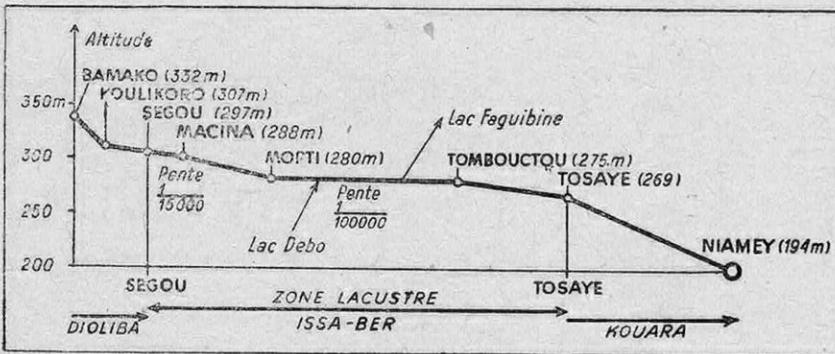 Altitude
BAMAKO (332m)
350m
KOULIKORO (307m)
SEGOU (297m)
MACINA (288m)
Lac Faguibine
300
MOPTI (280m)
TOMBOUCTOU (275.m)
TOSAYE (269)
Pente
1
15000
Pente
1
100000
250
Lac Debo
NIAMEY (194m)
200
SEGOU
TOSAYE
ZONE LACUSTRE
DIOLIBA
ISSA-BER
KOUARA